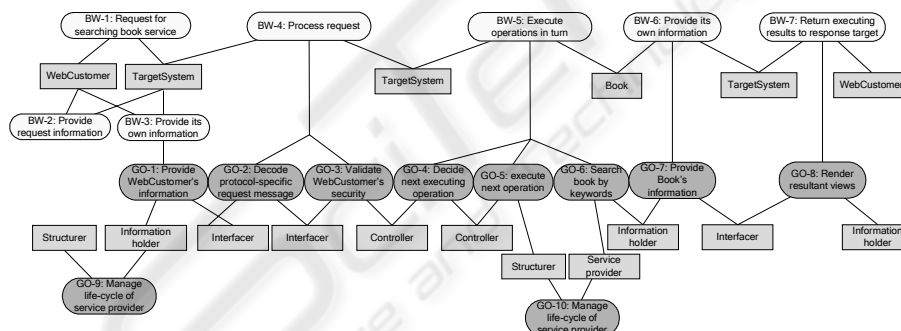 BW-1: Request for
searching book service
BW-4: Process request
BW-5: Execute
operations in turn
BW-6: Provide its
own information
BW-7: Return executing
results to response target
WebCustomer
TargetSystem
TargetSystem
Book
TargetSystem
WebCustomer
BW-2: Provide
request information
BW-3: Provide its
own information
GO-1: Provide
WebCustomer's
information
GO-2: Decode
protocol-specific
request message
GO-3: Validate
WebCustomer's
security
GO-4: Decide
next executing
operation
GO-5: execute
next operation
GO-6: Search
book by
keywords
GO-7: Provide
Book's
information
GO-8: Render
resultant views
Structurer
Information
holder
Interfacer
Interfacer
Controller
Controller
Information
holder
Interfacer
Information
holder
Structurer
Service
provider
GO-9: Manage
life-cycle of
service provider
GO-10: Manage
life-cycle of
service provider